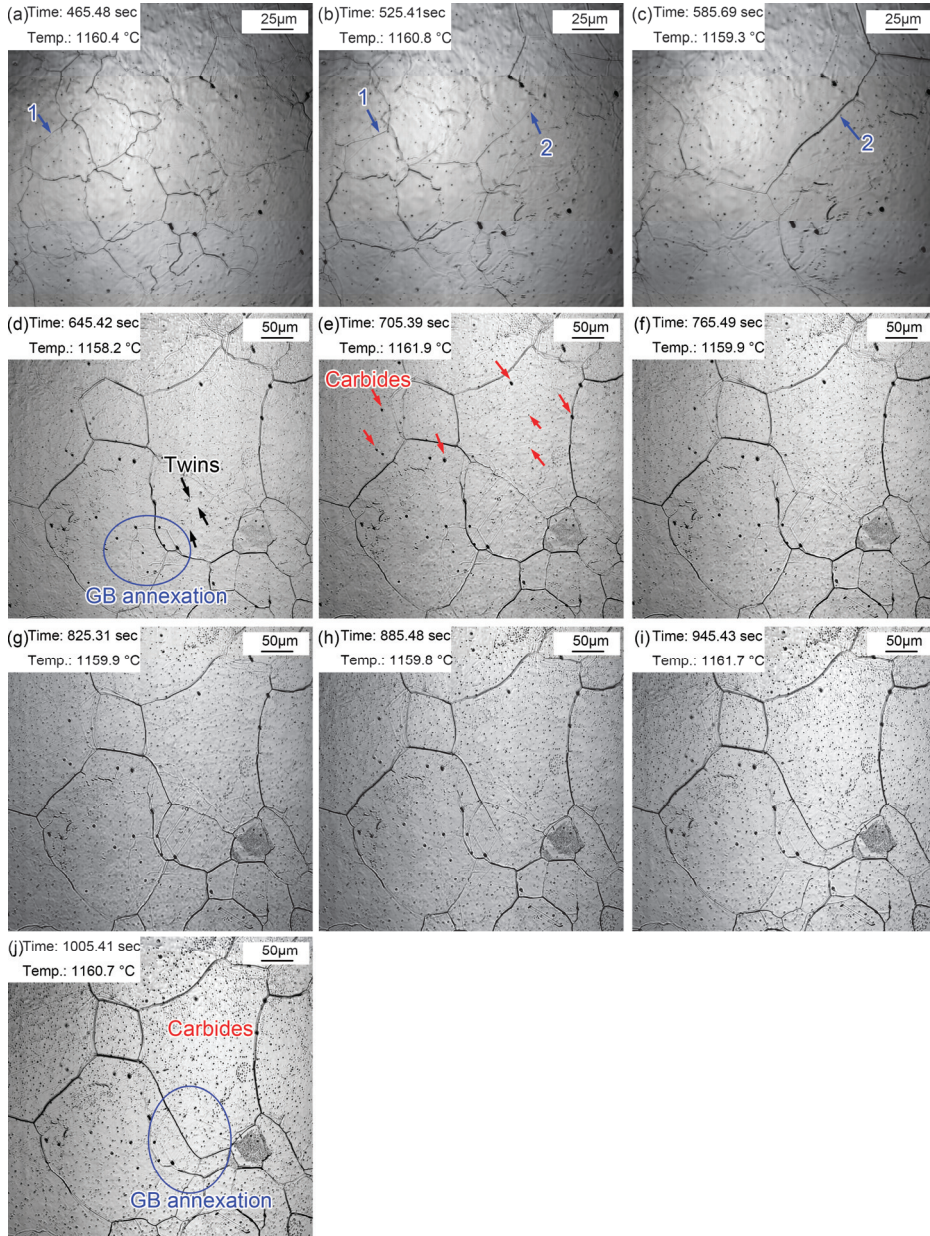 (a) Time: 465.48 sec
Temp.: 1160.4 °C
25μm
1
(b) Time: 525.41sec
Temp.: 1160.8 °C
25μm
1
2
(c) Time: 585.69 sec
Temp.: 1159.3 °C
25μm
2
(d) Time: 645.42 sec
Temp.: 1158.2 °C
50μm
Twins
GB annexation
(e) Time: 705.39 sec
Temp.: 1161.9 °C
50μm
Carbides
(f) Time: 765.49 sec
Temp.: 1159.9 °C
50μm
(g) Time: 825.31 sec
Temp.: 1159.9 °C
50μm
(h) Time: 885.48 sec
Temp.: 1159.8 °C
50μm
(i) Time: 945.43 sec
Temp.: 1161.7 °C
50μm
(j) Time: 1005.41 sec
Temp.: 1160.7 °C
50μm
Carbides
GB annexation